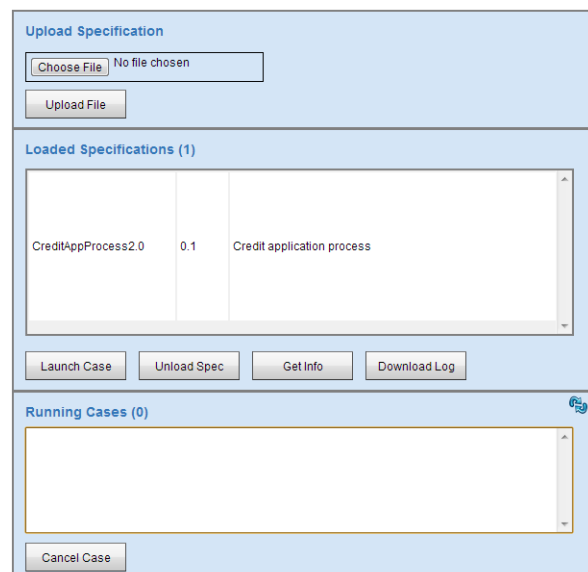 Upload Specification
Choose File No file chosen
Upload File
Loaded Specifications (1)
CreditAppProcess2.0 0.1 Credit application process
Launch Case Unload Spec Get Info Download Log
Running Cases (0)
Cancel Case